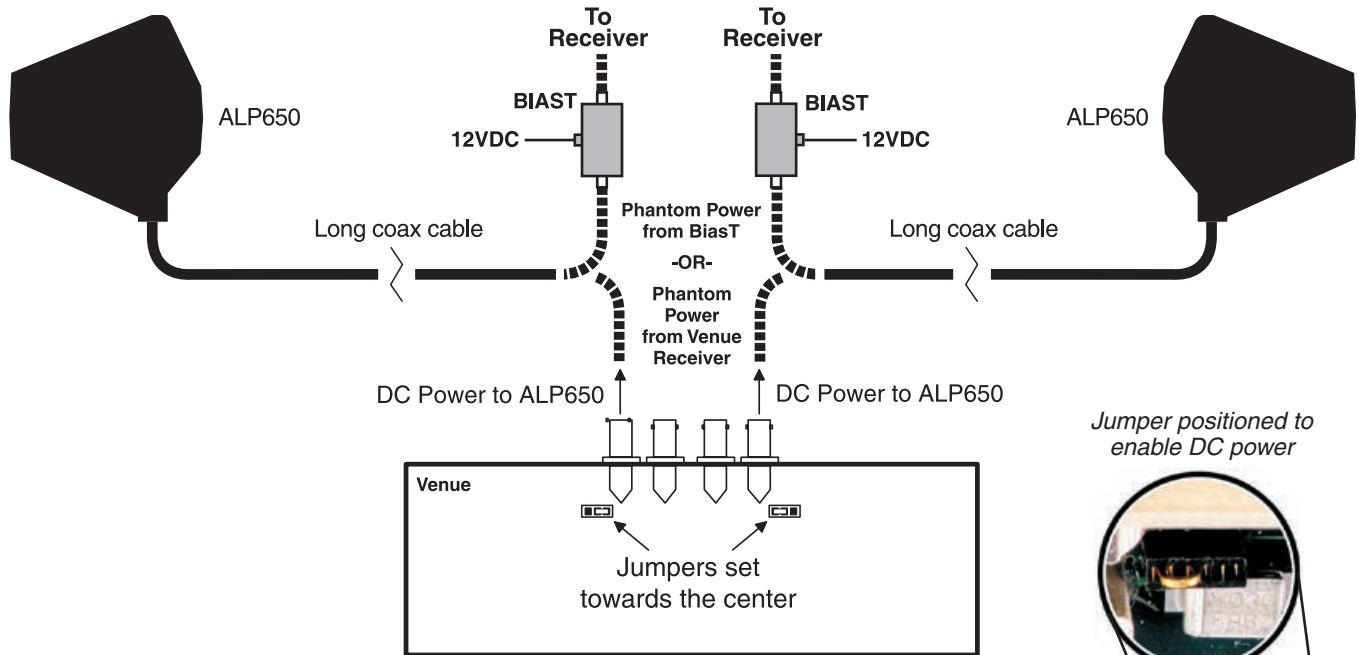 To
Receiver
To
Receiver
BIAST
BIAST
ALP650
12VDC
12VDC
ALP650
Long coax cable
Phantom Power
from BiasT
-OR-
Phantom
Power
from Venue
Receiver
Long coax cable
DC Power to ALP650
DC Power to ALP650
Jumper positioned to
enable DC power
Venue
Jumpers set
towards the center